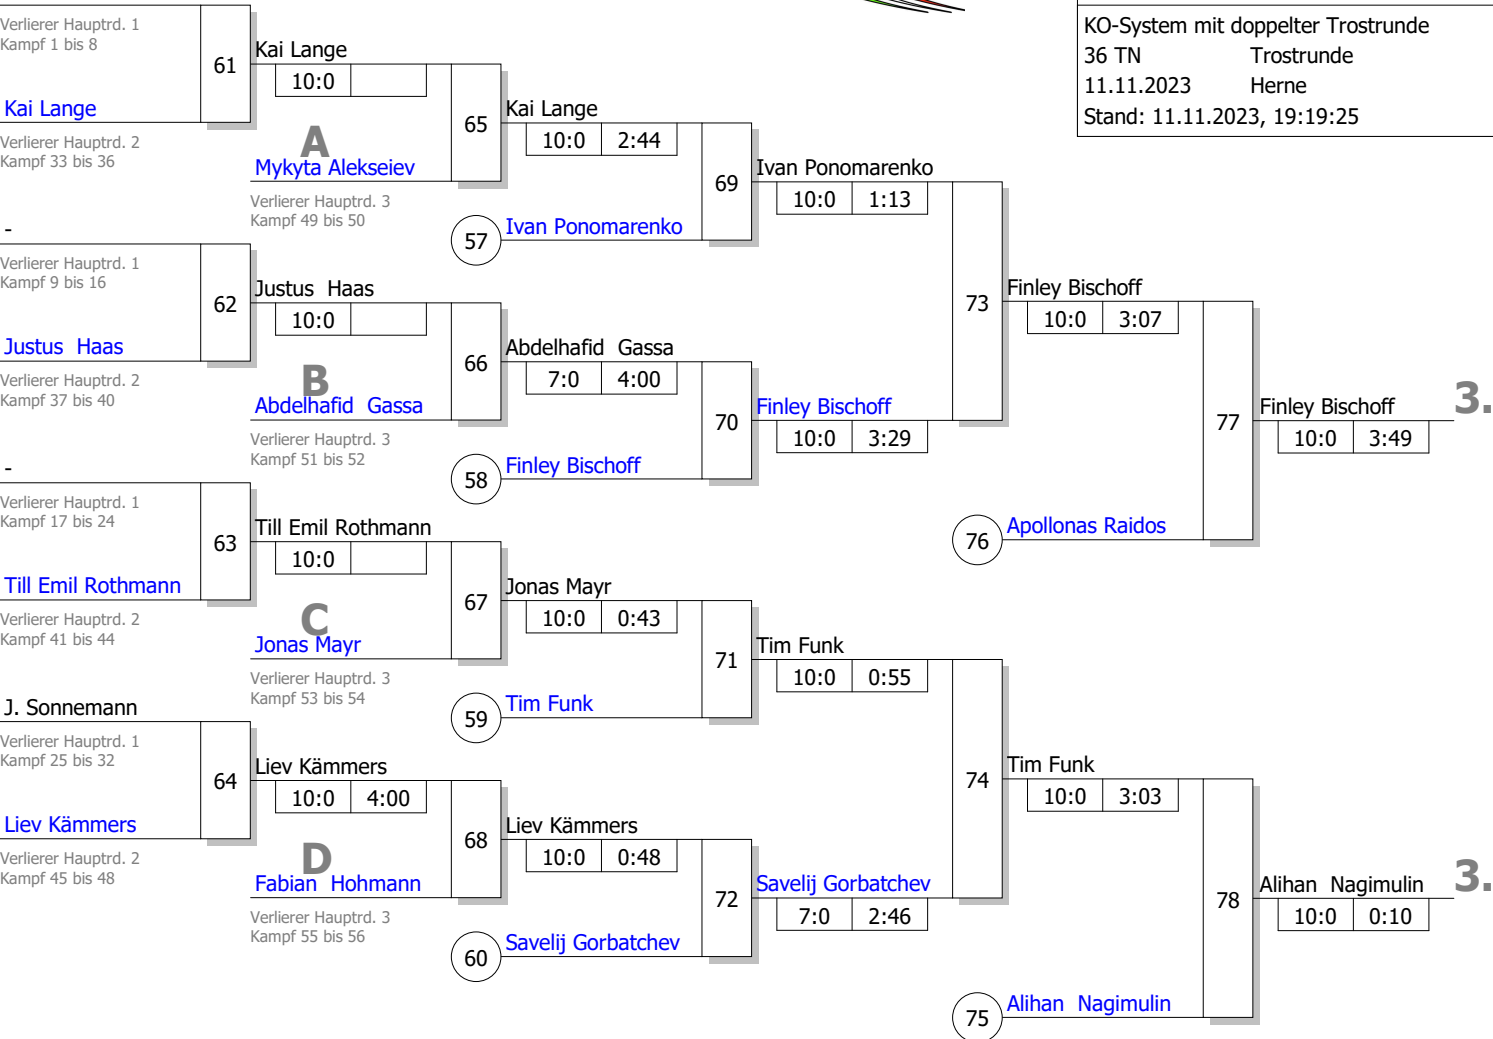 KO-System mit doppelter Trostrunde
36 TN Trostrunde
11.11.2023 Herne
Stand: 11.11.2023, 19:19:25
Verlierer Hauptrd. 1
Kampf 1 bis 8
61
Kai Lange
10:0
Kai Lange
Verlierer Hauptrd. 2
Kampf 33 bis 36
A
Mykyta Alekseiev
Verlierer Hauptrd. 3
Kampf 49 bis 50
65
Kai Lange
10:0 2:44
57
Ivan Ponomarenko
69
Ivan Ponomarenko
10:0 1:13
-
Verlierer Hauptrd. 1
Kampf 9 bis 16
62
Justus Haas
10:0
Justus Haas
Verlierer Hauptrd. 2
Kampf 37 bis 40
B
Abdelhafid Gassa
Verlierer Hauptrd. 3
Kampf 51 bis 52
66
Abdelhafid Gassa
7:0 4:00
58
Finley Bischoff
70
Finley Bischoff
10:0 3:29
73
Finley Bischoff
10:0 3:07
76
Apollonas Raidos
77
Finley Bischoff
10:0 3:49
3.
-
Verlierer Hauptrd. 1
Kampf 17 bis 24
63
Till Emil Rothmann
10:0
Till Emil Rothmann
Verlierer Hauptrd. 2
Kampf 41 bis 44
C
Jonas Mayr
Verlierer Hauptrd. 3
Kampf 53 bis 54
67
Jonas Mayr
10:0 0:43
59
Tim Funk
71
Tim Funk
10:0 0:55
J. Sonnemann
Verlierer Hauptrd. 1
Kampf 25 bis 32
64
Liev Kämmers
10:0 4:00
Liev Kämmers
Verlierer Hauptrd. 2
Kampf 45 bis 48
D
Fabian Hohmann
Verlierer Hauptrd. 3
Kampf 55 bis 56
68
Liev Kämmers
10:0 0:48
60
Savelij Gorbatchev
72
Savelij Gorbatchev
7:0 2:46
74
Tim Funk
10:0 3:03
75
Alihan Nagimulin
78
Alihan Nagimulin
10:0 0:10
3.